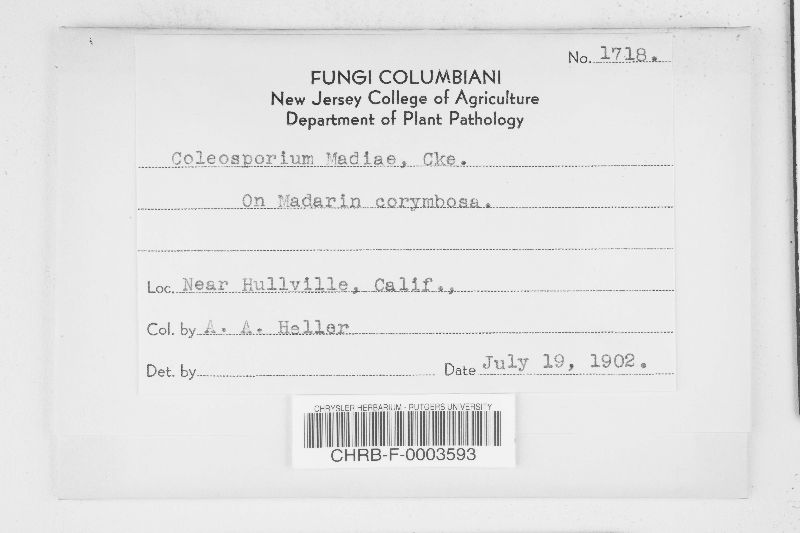 No. 1718.
FUNGI COLUMBIANI
New Jersey College of Agriculture
Department of Plant Pathology
Coleosporium Madiae, Cke.
On Madarin corymbosa.
Loc. Near Hullville, Calif.,
Col. by A. A. Heller
Det. by
Date July 19, 1902.
CHRYSLER HERBARIUM - RUTGERS UNIVERSITY
CHRB-F-0003593